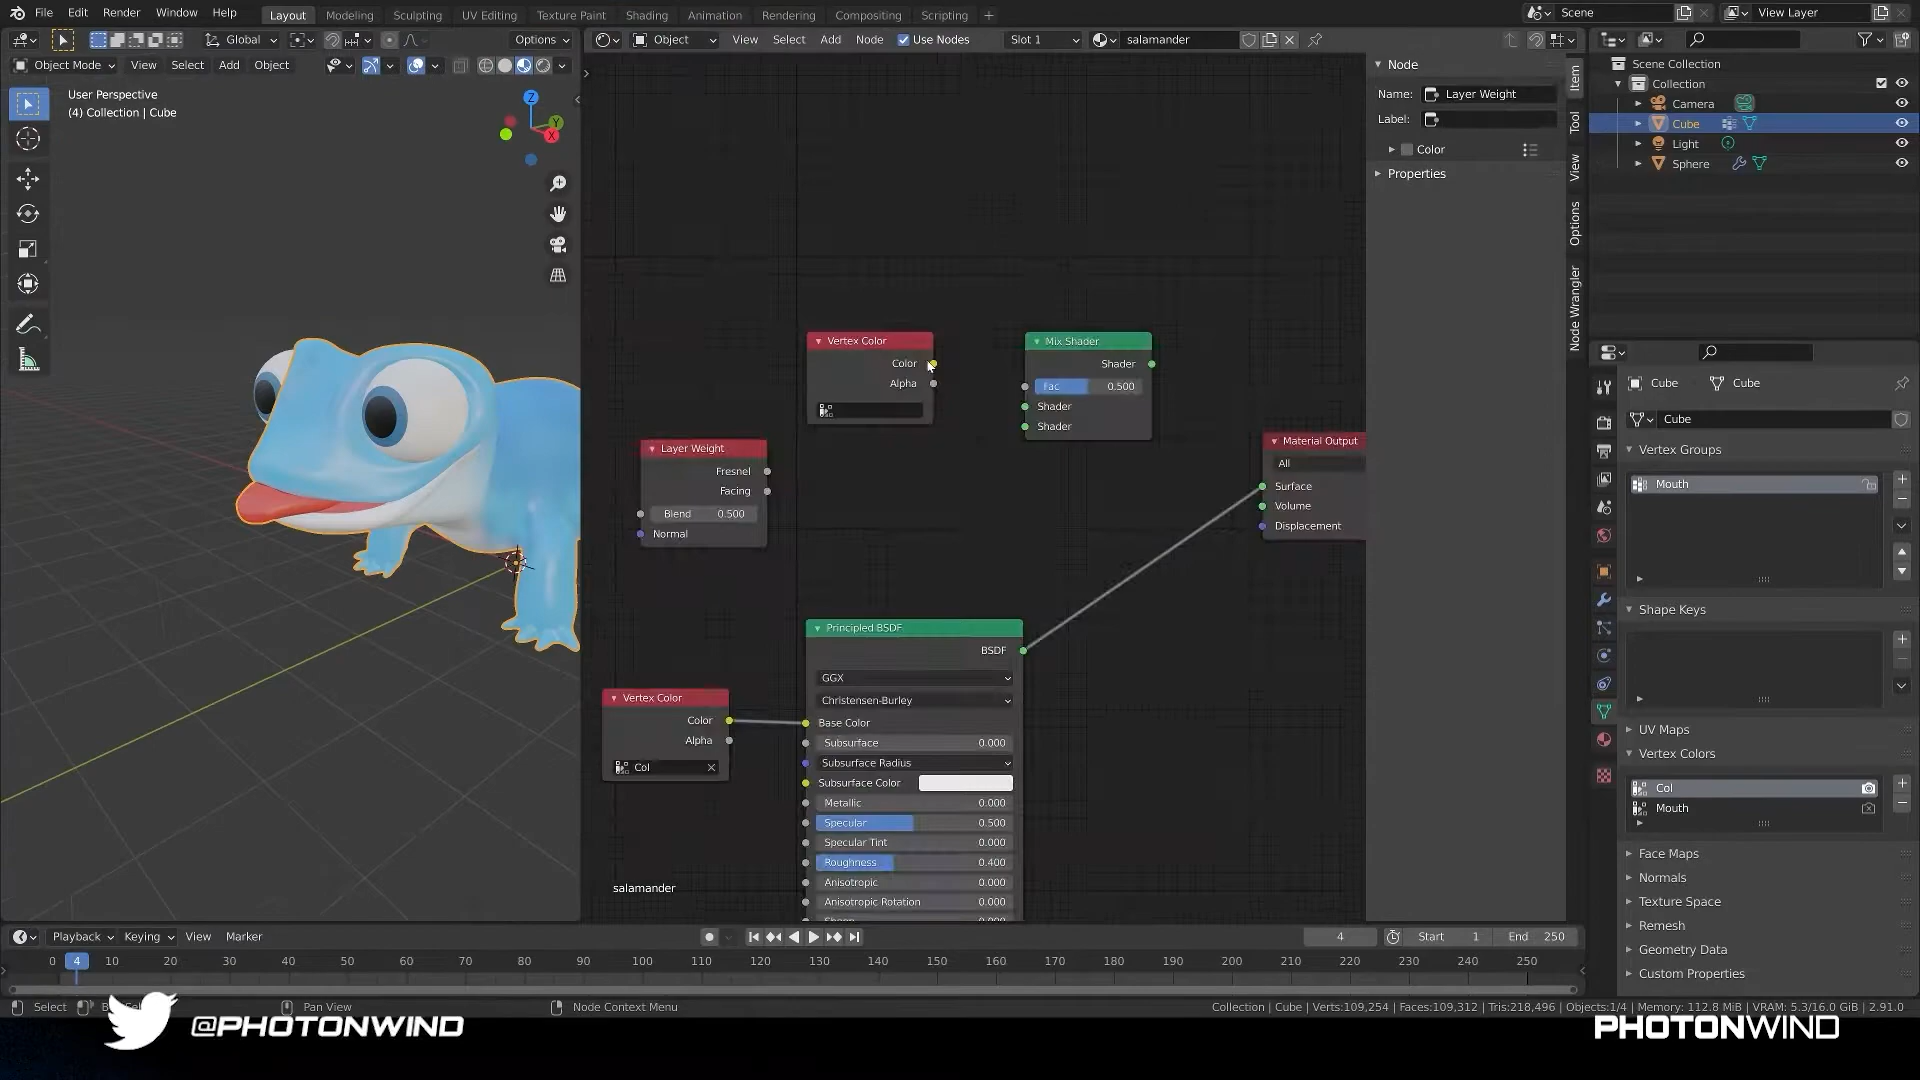 File Edit Render Window Help Layout Modeling Sculpting UV Editing Texture Paint Shading Animation Rendering Compositing Scripting + Scene View Layer
Global Options Object View Select Add Node Use Nodes Slot 1 salamander
Object Mode View Select Add Object
User Perspective
(4) Collection | Cube
Z
Y
X
Vertex Color
Color
Alpha
Mix Shader
Shader
Fac 0.500
Shader
Shader
Layer Weight
Fresnel
Facing
Blend 0.500
Normal
Material Output
All
Surface
Volume
Displacement
Principled BSDF
BSDF
GGX
Christensen-Burley
Base Color
Subsurface 0.000
Subsurface Radius
Subsurface Color
Metallic 0.000
Specular 0.500
Specular Tint 0.000
Roughness 0.400
Anisotropic 0.000
Anisotropic Rotation 0.000
Vertex Color
Color
Alpha
Col
salamander
Node
Name: Layer Weight
Label:
Color
Properties
Item
Tool
View
Options
Node Wrangler
Scene Collection
Collection
Camera
Cube
Light
Sphere
Cube Cube
Cube
Vertex Groups
Mouth
Shape Keys
UV Maps
Vertex Colors
Col
Mouth
Face Maps
Normals
Texture Space
Remesh
Geometry Data
Custom Properties
Playback Keying View Marker 4 Start 1 End 250
0 4 10 20 30 40 50 60 70 80 90 100 110 120 130 140 150 160 170 180 190 200 210 220 230 240 250
Select Pan View Node Context Menu Collection | Cube | Verts:109,254 | Faces:109,312 | Tris:218,496 | Objects:1/4 | Memory: 112.8 MiB | VRAM: 5.3/16.0 GiB | 2.91.0
@PHOTONWIND
PHOTONWIND